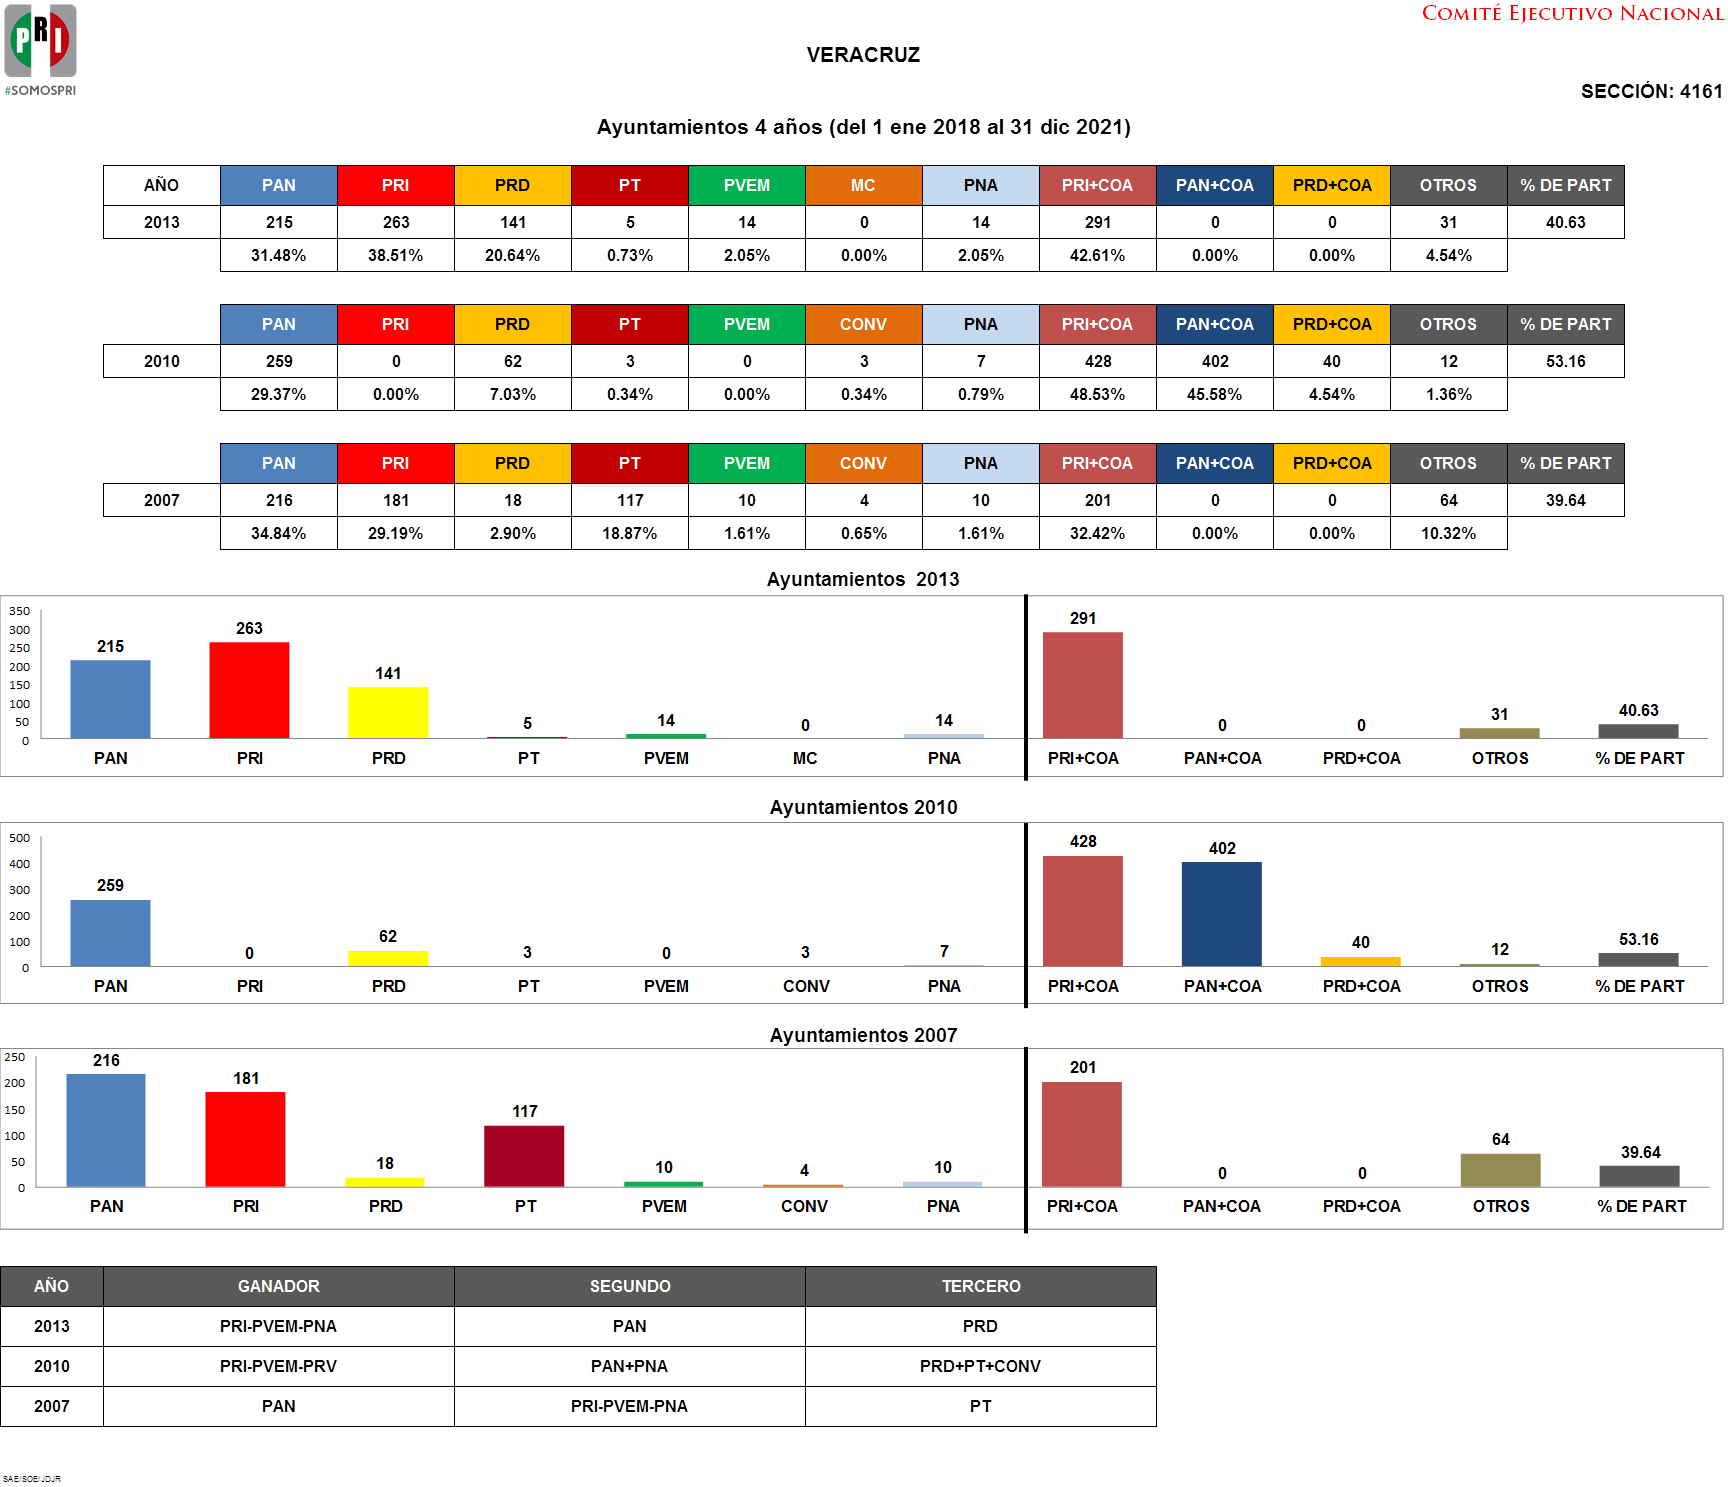 COMITÉ EJECUTIVO NACIONAL
PRI
#SOMOSPRI
VERACRUZ
SECCIÓN: 4161
Ayuntamientos 4 años (del 1 ene 2018 al 31 dic 2021)
AÑO PAN PRI PRD PT PVEM MC PNA PRI+COA PAN+COA PRD+COA OTROS % DE PART
2013 215 263 141 5 14 0 14 291 0 0 31 40.63
31.48% 38.51% 20.64% 0.73% 2.05% 0.00% 2.05% 42.61% 0.00% 0.00% 4.54%
PAN PRI PRD PT PVEM CONV PNA PRI+COA PAN+COA PRD+COA OTROS % DE PART
2010 259 0 62 3 0 3 7 428 402 40 12 53.16
29.37% 0.00% 7.03% 0.34% 0.00% 0.34% 0.79% 48.53% 45.58% 4.54% 1.36%
PAN PRI PRD PT PVEM CONV PNA PRI+COA PAN+COA PRD+COA OTROS % DE PART
2007 216 181 18 117 10 4 10 201 0 0 64 39.64
34.84% 29.19% 2.90% 18.87% 1.61% 0.65% 1.61% 32.42% 0.00% 0.00% 10.32%
Ayuntamientos 2013
350
300
250
200
150
100
50
0
215 263 141 5 14 0 14 291 0 0 31 40.63
PAN PRI PRD PT PVEM MC PNA PRI+COA PAN+COA PRD+COA OTROS % DE PART
Ayuntamientos 2010
500
400
300
200
100
0
259 0 62 3 0 3 7 428 402 40 12 53.16
PAN PRI PRD PT PVEM CONV PNA PRI+COA PAN+COA PRD+COA OTROS % DE PART
Ayuntamientos 2007
250
200
150
100
50
0
216 181 18 117 10 4 10 201 0 0 64 39.64
PAN PRI PRD PT PVEM CONV PNA PRI+COA PAN+COA PRD+COA OTROS % DE PART
AÑO GANADOR SEGUNDO TERCERO
2013 PRI-PVEM-PNA PAN PRD
2010 PRI-PVEM-PRV PAN+PNA PRD+PT+CONV
2007 PAN PRI-PVEM-PNA PT
SAE/SOE/JDJR